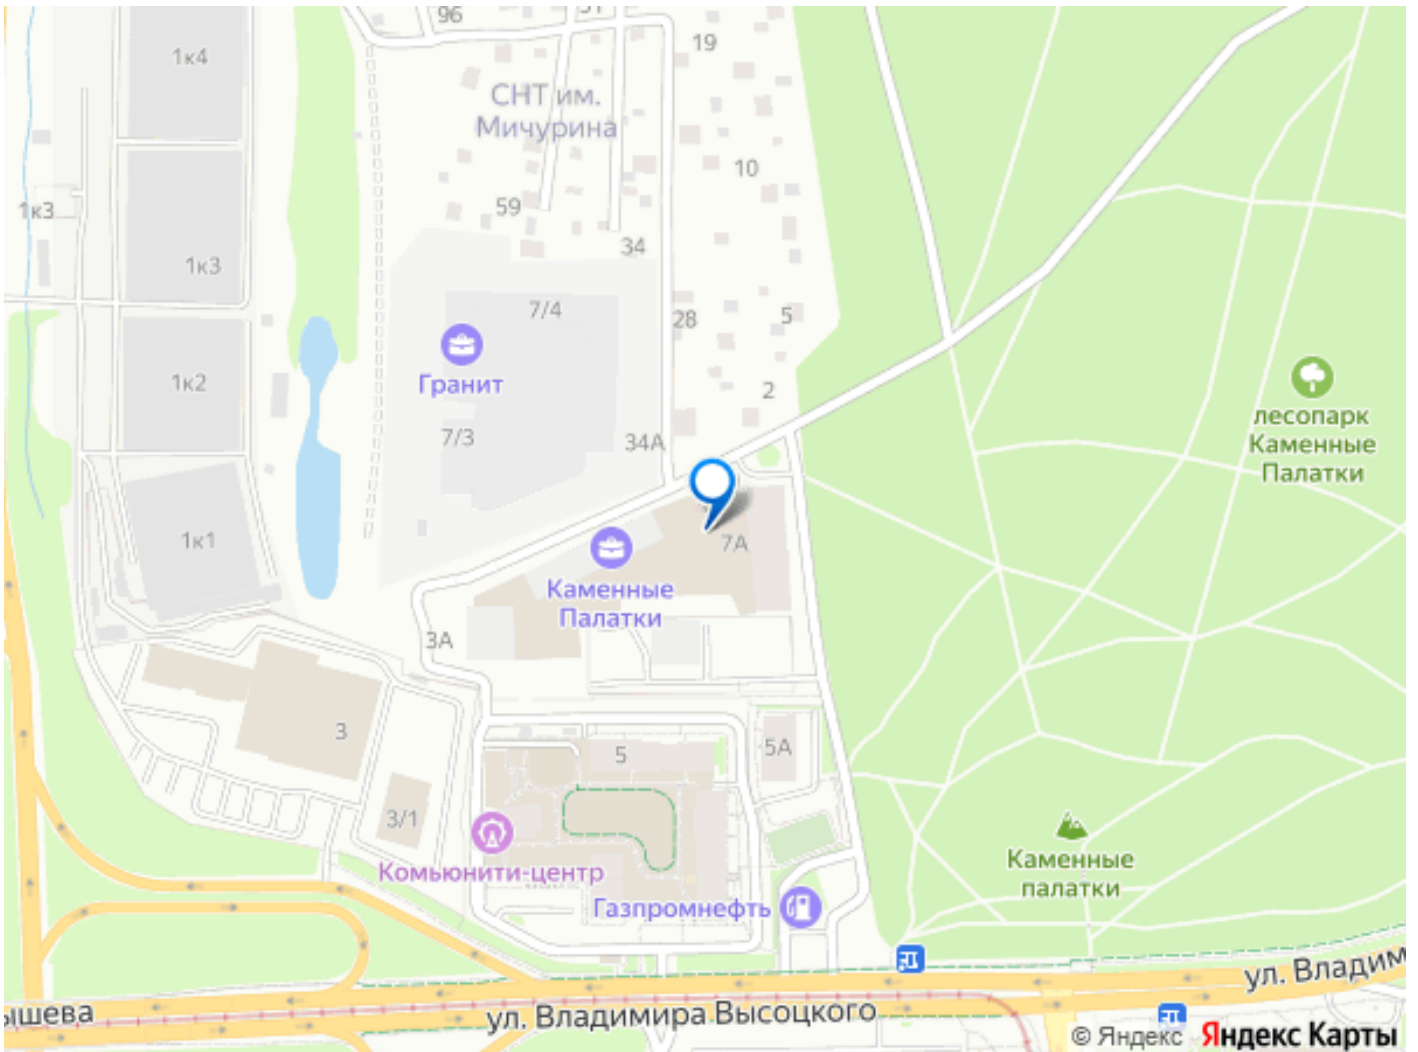 96
19
1к4
СНТ им.
Мичурина
10
59
1к3
34
1к3
7/4
28
5
Гранит
1к2
2
лесопарк
Каменные
Палатки
7/3
34А
1к1
7А
Каменные
Палатки
3А
3
5
5А
3/1
Каменные
палатки
Комьюнити-центр
Газпромнефть
ул. Владим
ышева
ул. Владимира Высоцкого
© Яндекс Яндекс Карты